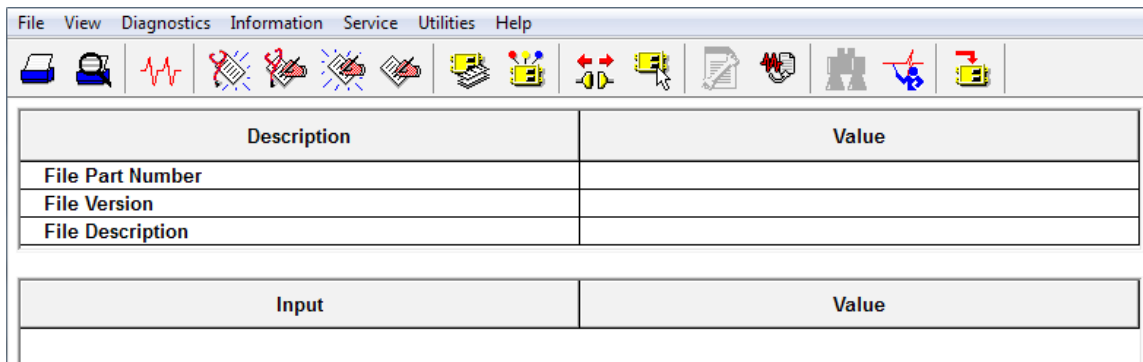 File View Diagnostics Information Service Utilities Help
Description Value
File Part Number
File Version
File Description
Input Value